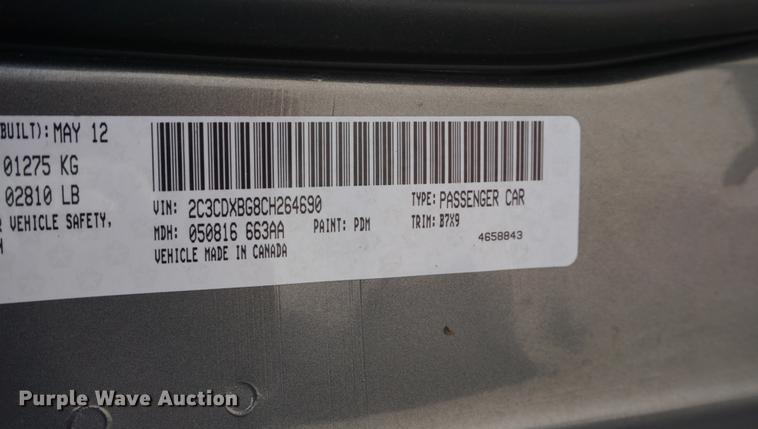 BUILT): MAY 12
01275 KG
02810 LB
VEHICLE SAFETY,
VIN: 2C3CDXBG8CH264690 TYPE: PASSENGER CAR
MDH: 050816 663AA PAINT: PDM TRIM: B7X9
VEHICLE MADE IN CANADA 4658843
Purple Wave Auction